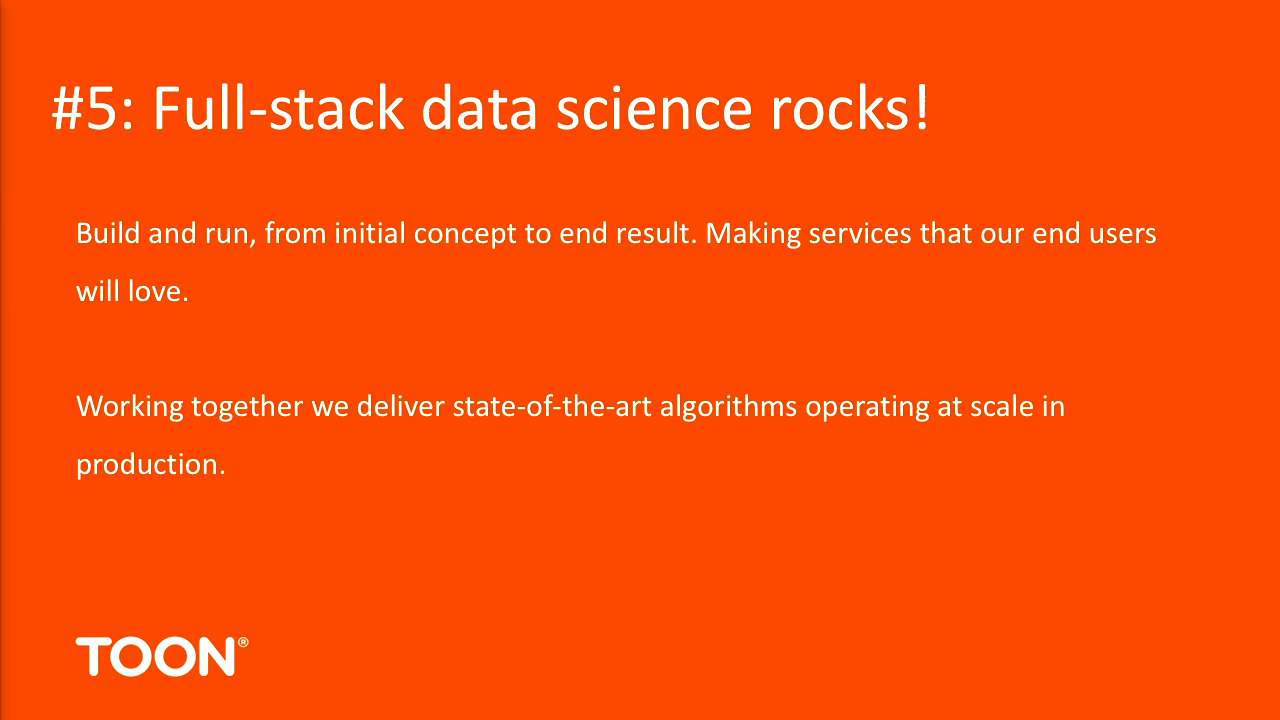 #5: Full-stack data science rocks!
Build and run, from initial concept to end result. Making services that our end users
will love.
Working together we deliver state-of-the-art algorithms operating at scale in
production.
TOON®